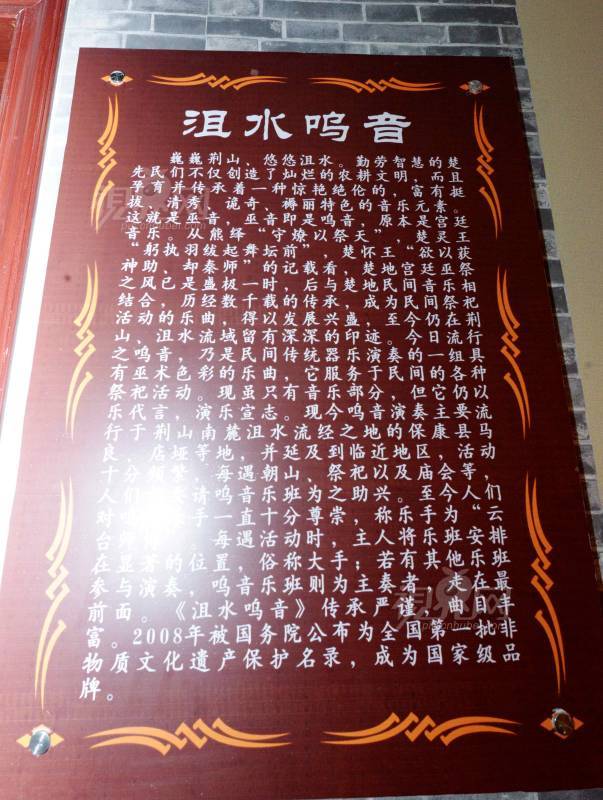 沮水呜音
巍巍荆山、悠悠沮水。勤劳智慧的楚
先民们不仅创造了灿烂的农耕文明，而且
孕育并传承着一种惊艳绝伦的，富有挺
拔、清秀、诡奇、褥丽特色的音乐元素。
这就是巫音，巫音即是呜音，原本是宫廷
音乐。从熊绎“守燎以祭天”，楚灵王
“躬执羽绂起舞坛前”，楚怀王“欲以获
神助、却秦师”的记载看，楚地宫廷巫祭
之风已是盛极一时，后与楚地民间音乐相
结合，历经数千载的传承，成为民间祭祀
活动的乐曲，得以发展兴盛，至今仍在荆
山、沮水流域留有深深的印迹。今日流行
之呜音，乃是民间传统器乐演奏的一组具
有巫术色彩的乐曲，它服务于民间的各种
祭祀活动。现虽只有音乐部分，但它仍以
乐代言，演乐宣志。现今呜音演奏主要流
行于荆山南麓沮水流经之地的保康县马
良、店垭等地，并延及到临近地区，活动
十分频繁，每遇朝山、祭祀以及庙会等，
人们 请呜音乐班为之助兴。至今人们
对 手一直十分尊崇，称乐手为“云
台 。每遇活动时，主人将乐班安排
在显著的位置，俗称大手；若有其他乐班
参与演奏，呜音乐班则为主奏者，走在最
前面。《沮水呜音》传承严谨，曲目丰
富。2008年被国务院公布为全国第一批非
物质文化遗产保护名录，成为国家级品
牌。